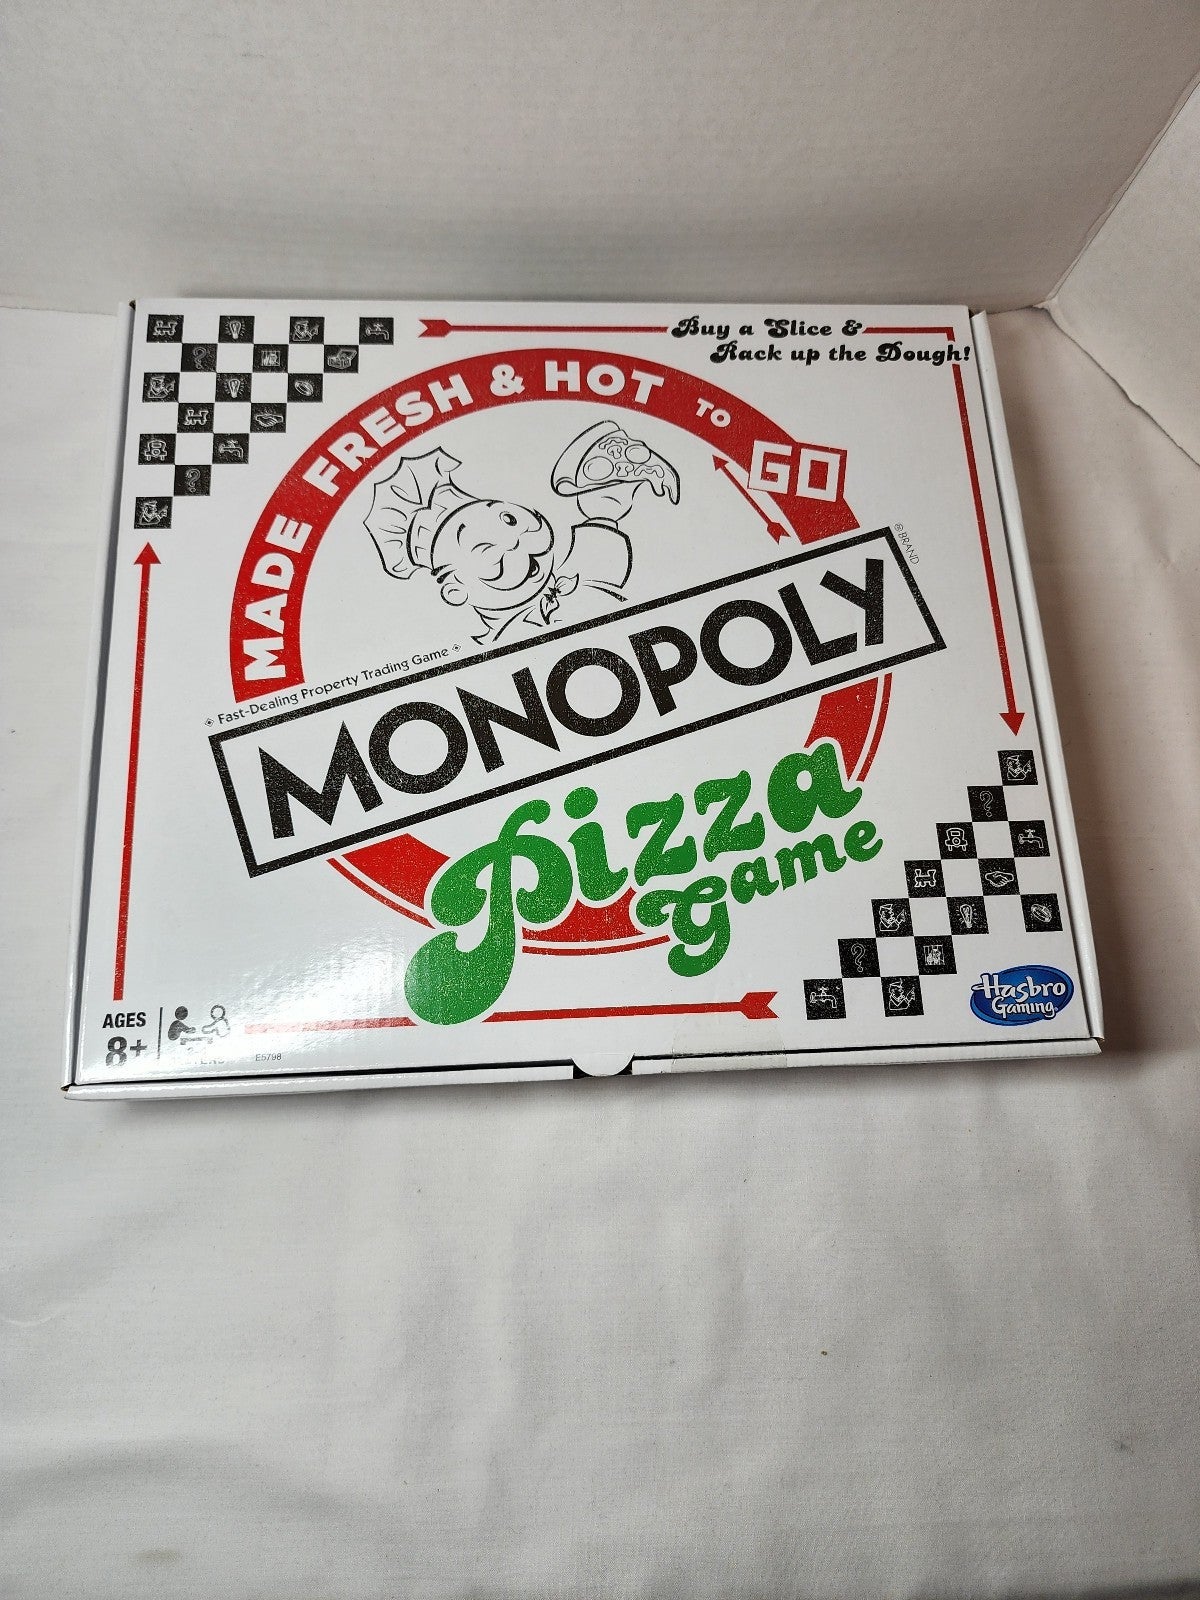 Buy a Slice &
Rack up the Dough!
MADE FRESH & HOT TO GO
Fast-Dealing Property Trading Game
® BRAND
MONOPOLY
Pizza
Game
Hasbro
Gaming
AGES
8+
E5798